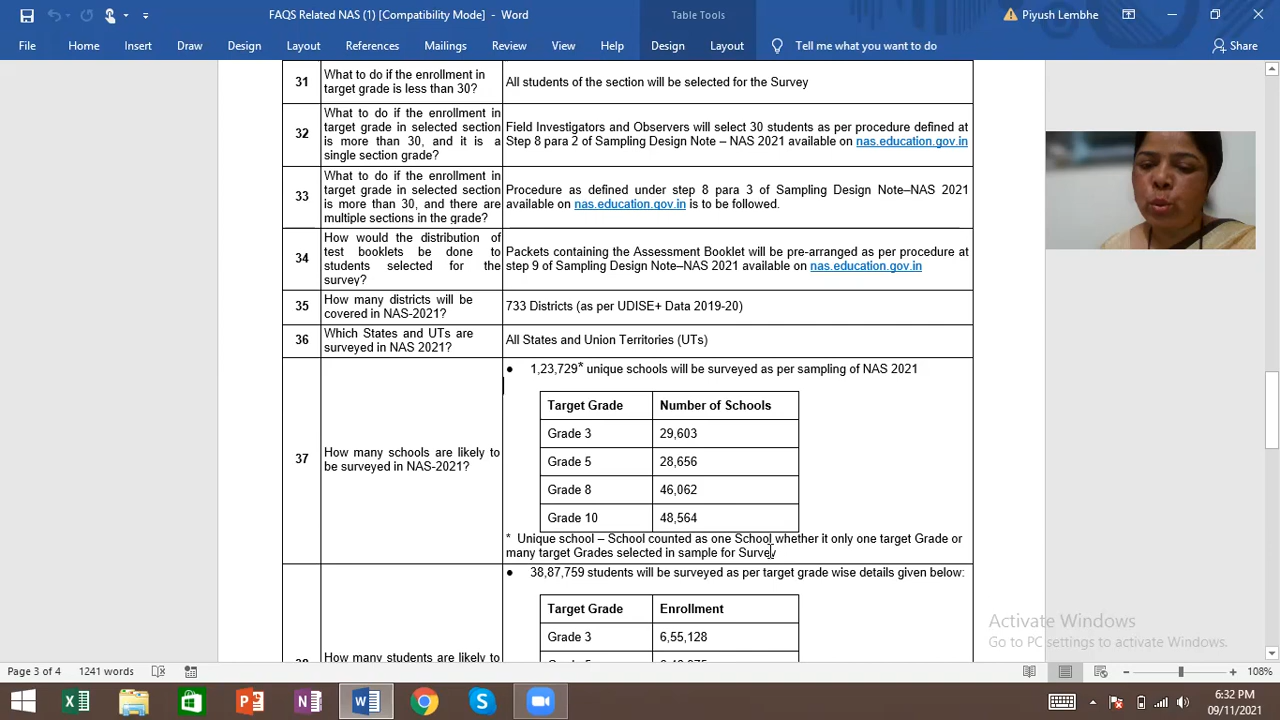 FAQS Related NAS (1) [Compatibility Mode] - Word
Table Tools
Piyush Lembhe
File Home Insert Draw Design Layout References Mailings Review View Help Design Layout Tell me what you want to do Share
31
What to do if the enrollment in
target grade is less than 30?
All students of the section will be selected for the Survey
32
What to do if the enrollment in
target grade in selected section
is more than 30, and it is a
single section grade?
Field Investigators and Observers will select 30 students as per procedure defined at
Step 8 para 2 of Sampling Design Note – NAS 2021 available on nas.education.gov.in
33
What to do if the enrollment in
target grade in selected section
is more than 30, and there are
multiple sections in the grade?
Procedure as defined under step 8 para 3 of Sampling Design Note–NAS 2021
available on nas.education.gov.in is to be followed.
34
How would the distribution of
test booklets be done to
students selected for the
survey?
Packets containing the Assessment Booklet will be pre-arranged as per procedure at
step 9 of Sampling Design Note–NAS 2021 available on nas.education.gov.in
35
How many districts will be
covered in NAS-2021?
733 Districts (as per UDISE+ Data 2019-20)
36
Which States and UTs are
surveyed in NAS 2021?
All States and Union Territories (UTs)
37
How many schools are likely to
be surveyed in NAS-2021?
● 1,23,729* unique schools will be surveyed as per sampling of NAS 2021
Target Grade Number of Schools
Grade 3 29,603
Grade 5 28,656
Grade 8 46,062
Grade 10 48,564
* Unique school – School counted as one School whether it only one target Grade or
many target Grades selected in sample for Survey
How many students are likely to
● 38,87,759 students will be surveyed as per target grade wise details given below:
Target Grade Enrollment
Grade 3 6,55,128
Activate Windows
Go to PC settings to activate Windows.
Page 3 of 4 1241 words 108%
6:32 PM
09/11/2021